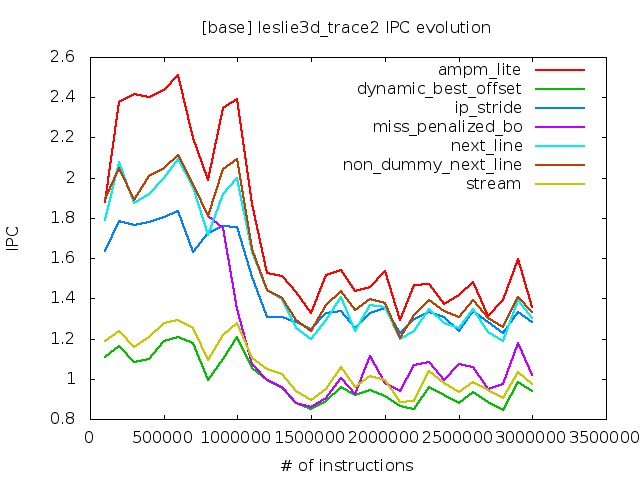 [base] leslie3d_trace2 IPC evolution
2.6
2.4
2.2
2
1.8
1.6
1.4
1.2
1
0.8
IPC
ampm_lite
dynamic_best_offset
ip_stride
miss_penalized_bo
next_line
non_dummy_next_line
stream
0 500000 1000000 1500000 2000000 2500000 3000000 3500000
# of instructions